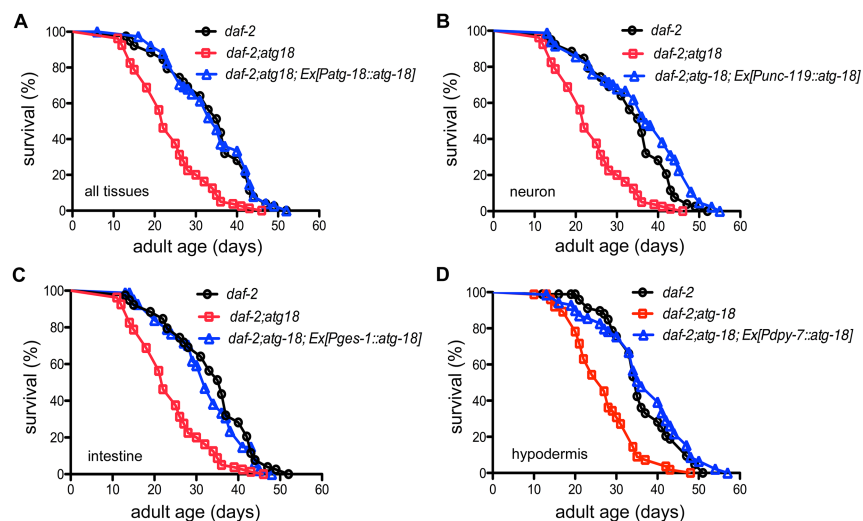 A
daf-2
daf-2;atg18
daf-2;atg18; Ex[Patg-18::atg-18]
survival (%)
100
80
60
40
20
0
all tissues
0 10 20 30 40 50 60
adult age (days)
B
daf-2
daf-2;atg18
daf-2;atg-18; Ex[Punc-119::atg-18]
survival (%)
100
80
60
40
20
0
neuron
0 10 20 30 40 50 60
adult age (days)
C
daf-2
daf-2;atg18
daf-2;atg-18; Ex[Pges-1::atg-18]
survival (%)
100
80
60
40
20
0
intestine
0 10 20 30 40 50 60
adult age (days)
D
daf-2
daf-2;atg-18
daf-2;atg-18; Ex[Pdpy-7::atg-18]
survival (%)
100
80
60
40
20
0
hypodermis
0 10 20 30 40 50 60
adult age (days)